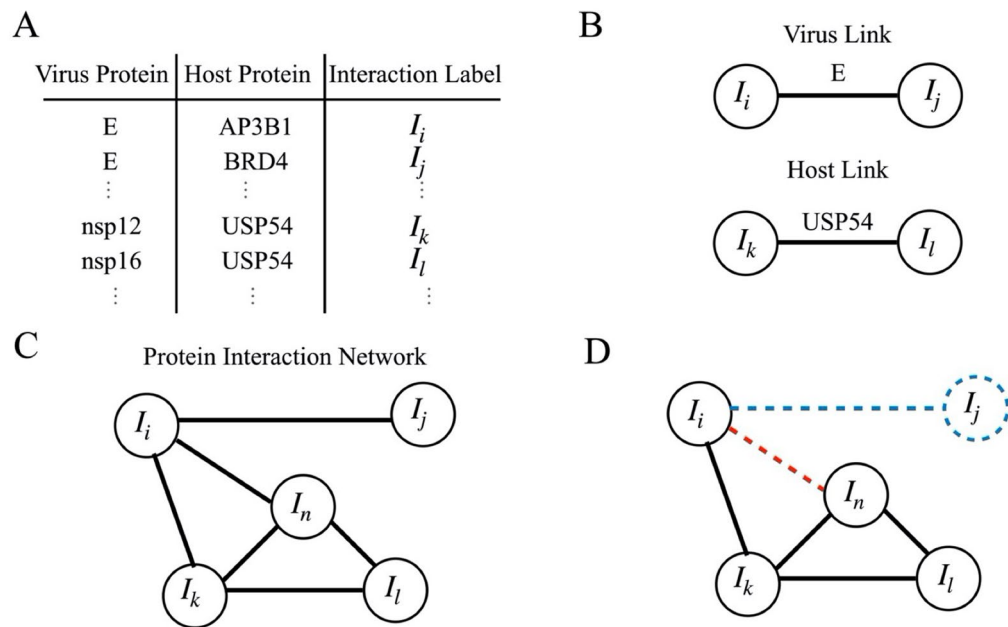 A
Virus Protein Host Protein Interaction Label
E AP3B1 I_i
E BRD4 I_j
⋮ ⋮ ⋮
nsp12 USP54 I_k
nsp16 USP54 I_l
⋮ ⋮ ⋮
B
Virus Link
E
I_i I_j
Host Link
USP54
I_k I_l
C
Protein Interaction Network
I_i I_j
I_n
I_k I_l
D
I_i I_j
I_n
I_k I_l